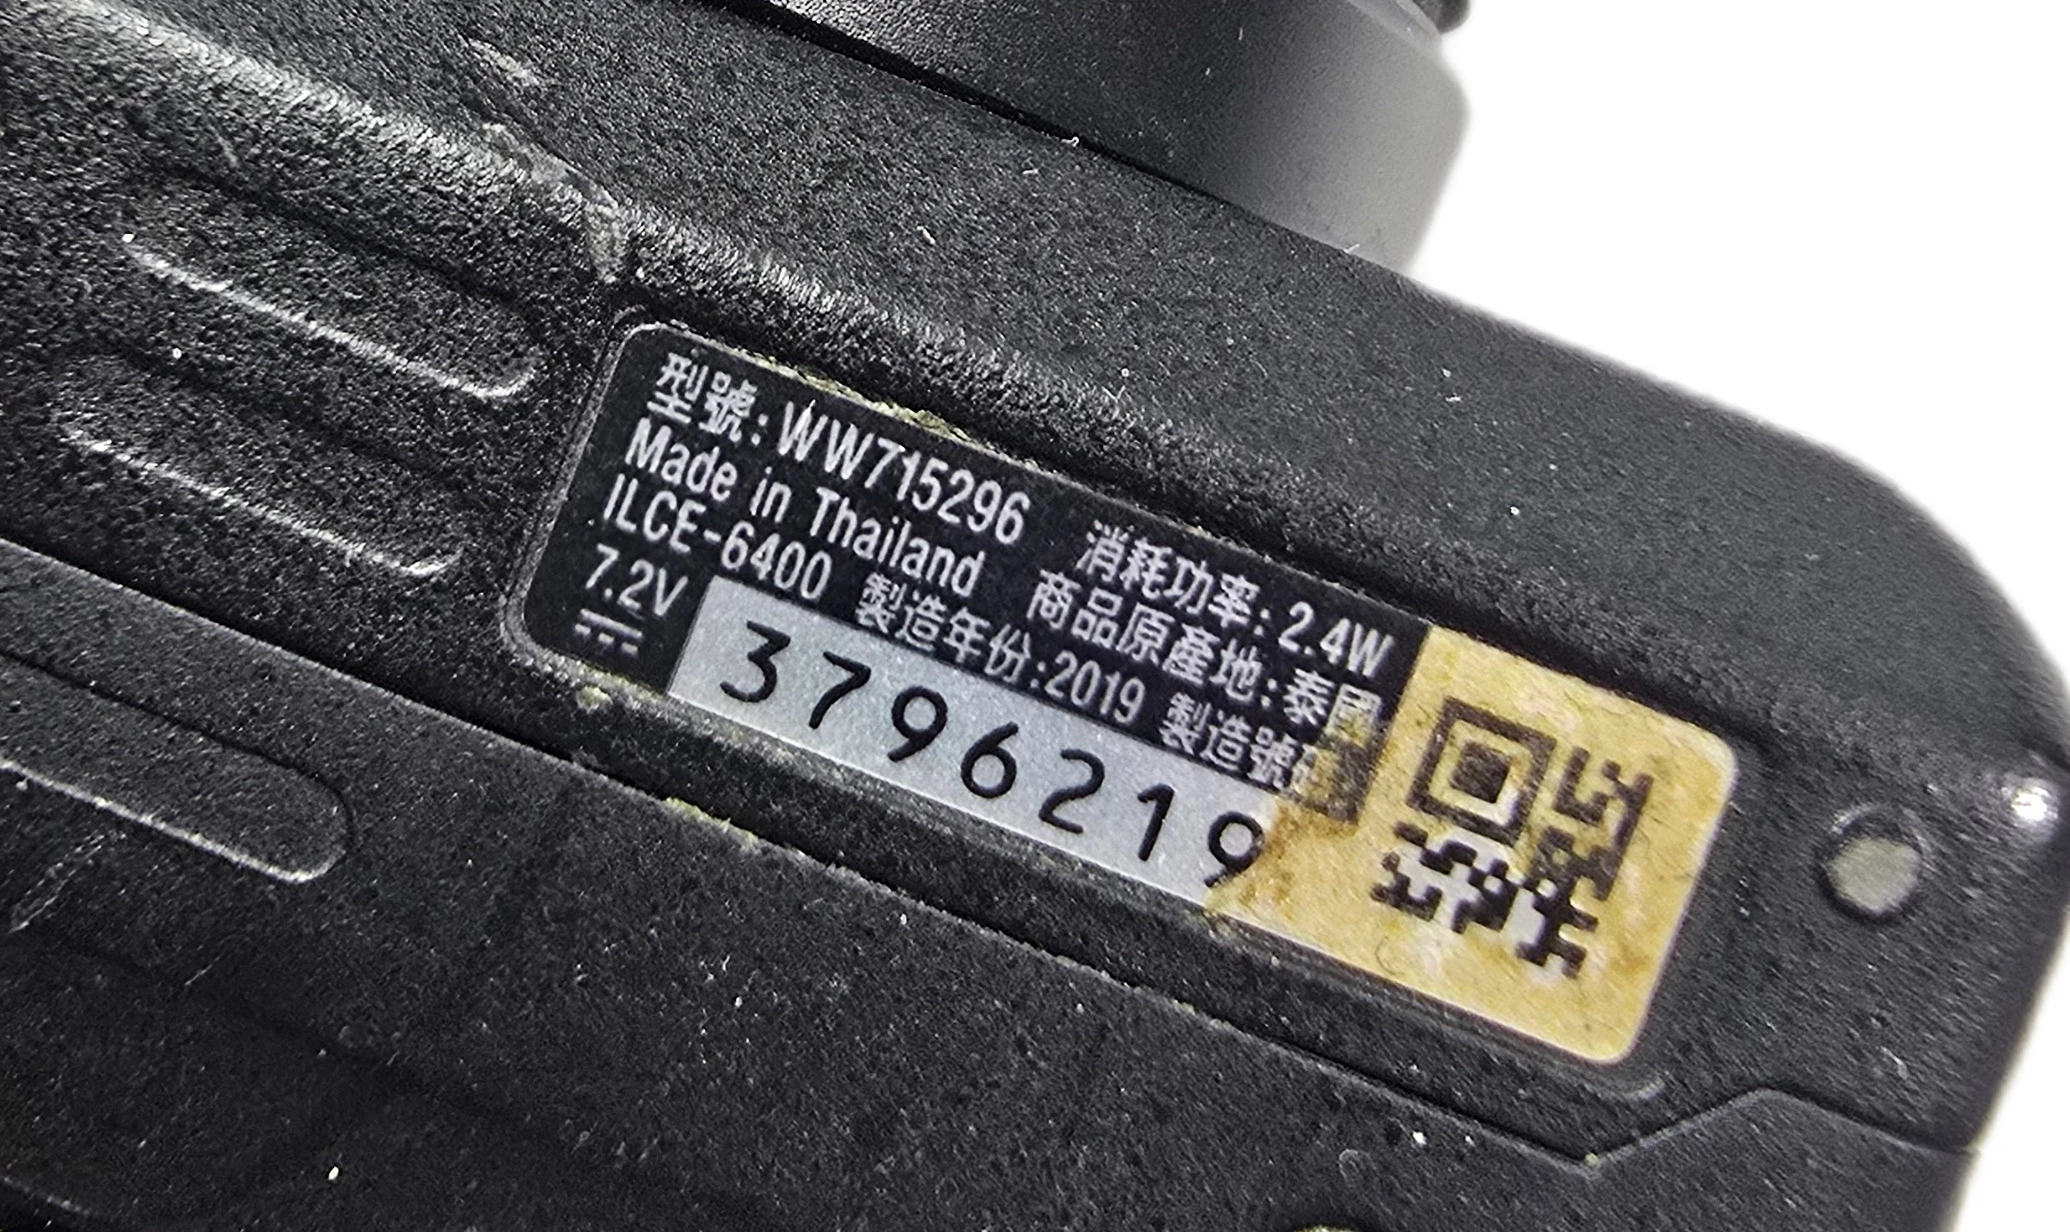 型號:WW715296 消耗功率:2.4W
Made in Thailand 商品原產地:泰國
ILCE-6400 製造年份:2019 製造號碼
7.2V
3796219